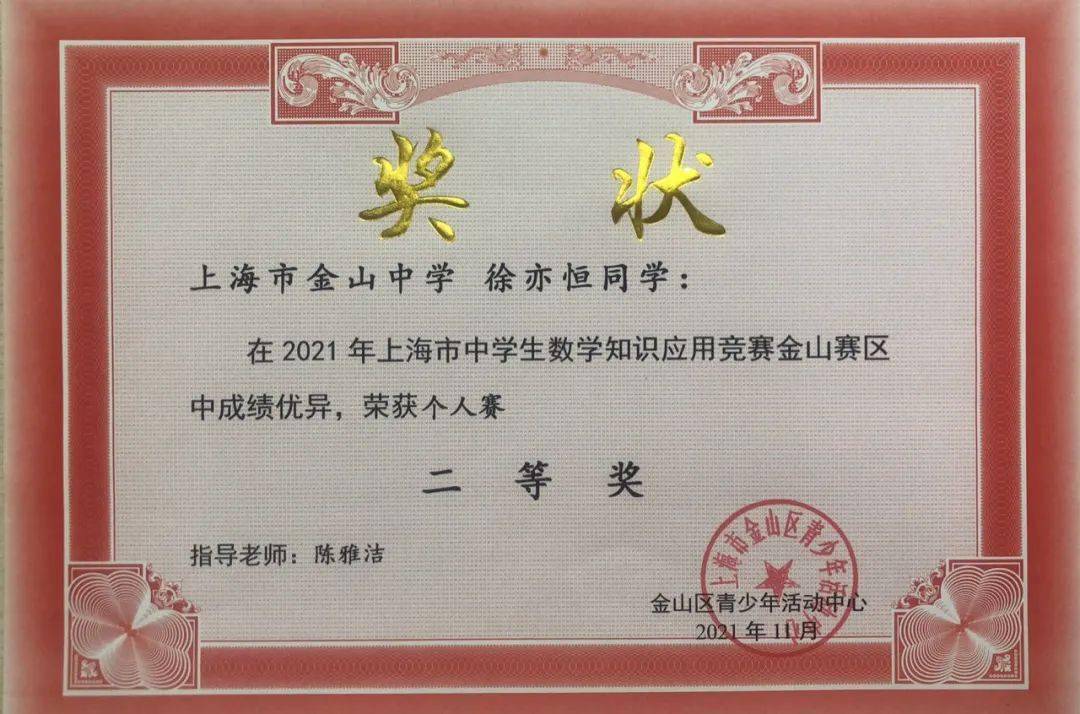 奖 状
上海市金山中学 徐亦恒同学：
在 2021 年上海市中学生数学知识应用竞赛金山赛区
中成绩优异，荣获个人赛
二 等 奖
指导老师：陈雅洁
上海市金山区青少年活动中心
金山区青少年活动中心
2021 年 11 月